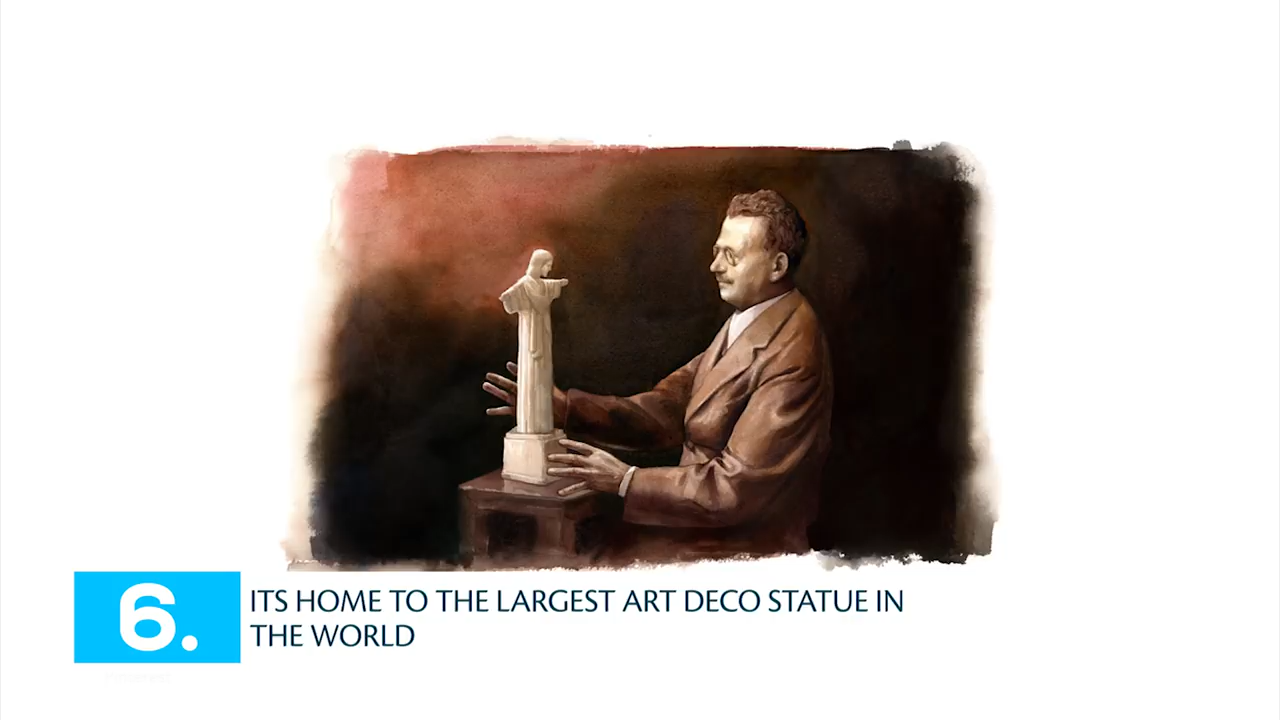 6.
ITS HOME TO THE LARGEST ART DECO STATUE IN
THE WORLD